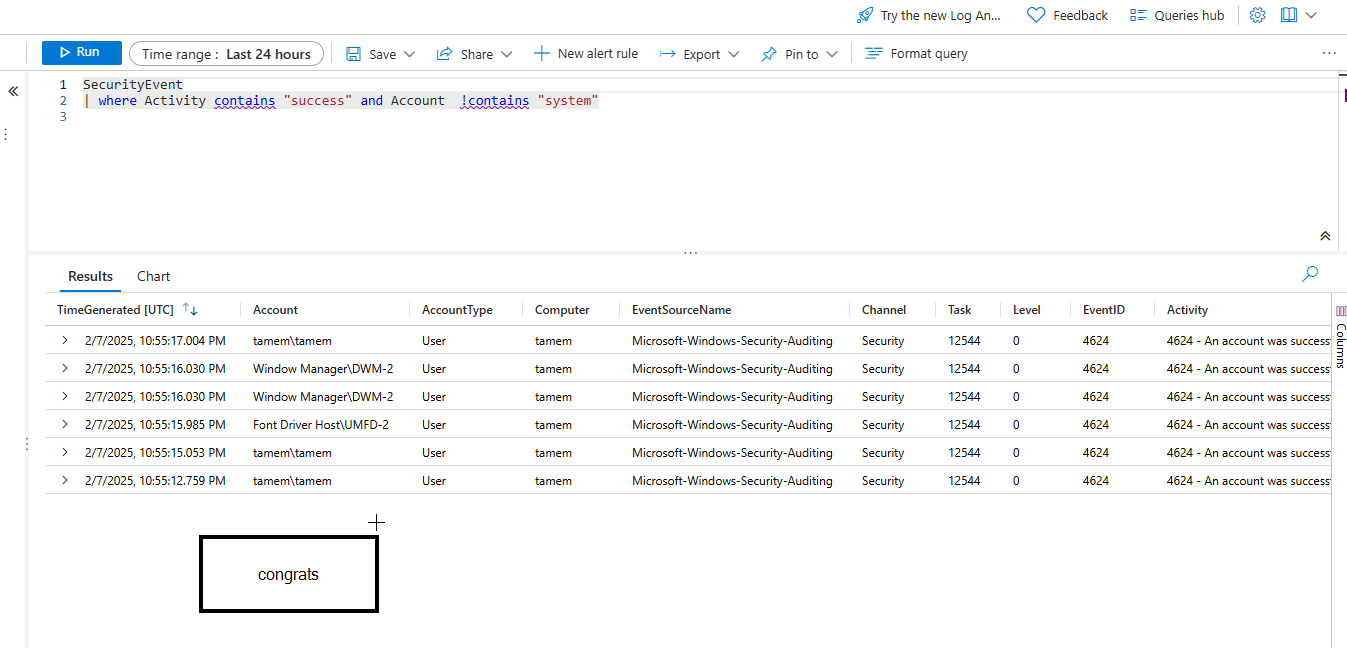 Try the new Log An... Feedback Queries hub
Run Time range : Last 24 hours Save Share New alert rule Export Pin to Format query
1 SecurityEvent
2 | where Activity contains "success" and Account  !contains "system"
3
Results Chart
TimeGenerated [UTC] Account AccountType Computer EventSourceName Channel Task Level EventID Activity
2/7/2025, 10:55:17.004 PM tamem\tamem User tamem Microsoft-Windows-Security-Auditing Security 12544 0 4624 4624 - An account was success
2/7/2025, 10:55:16.030 PM Window Manager\DWM-2 User tamem Microsoft-Windows-Security-Auditing Security 12544 0 4624 4624 - An account was success
2/7/2025, 10:55:16.030 PM Window Manager\DWM-2 User tamem Microsoft-Windows-Security-Auditing Security 12544 0 4624 4624 - An account was success
2/7/2025, 10:55:15.985 PM Font Driver Host\UMFD-2 User tamem Microsoft-Windows-Security-Auditing Security 12544 0 4624 4624 - An account was success
2/7/2025, 10:55:15.053 PM tamem\tamem User tamem Microsoft-Windows-Security-Auditing Security 12544 0 4624 4624 - An account was success
2/7/2025, 10:55:12.759 PM tamem\tamem User tamem Microsoft-Windows-Security-Auditing Security 12544 0 4624 4624 - An account was success
Columns
congrats